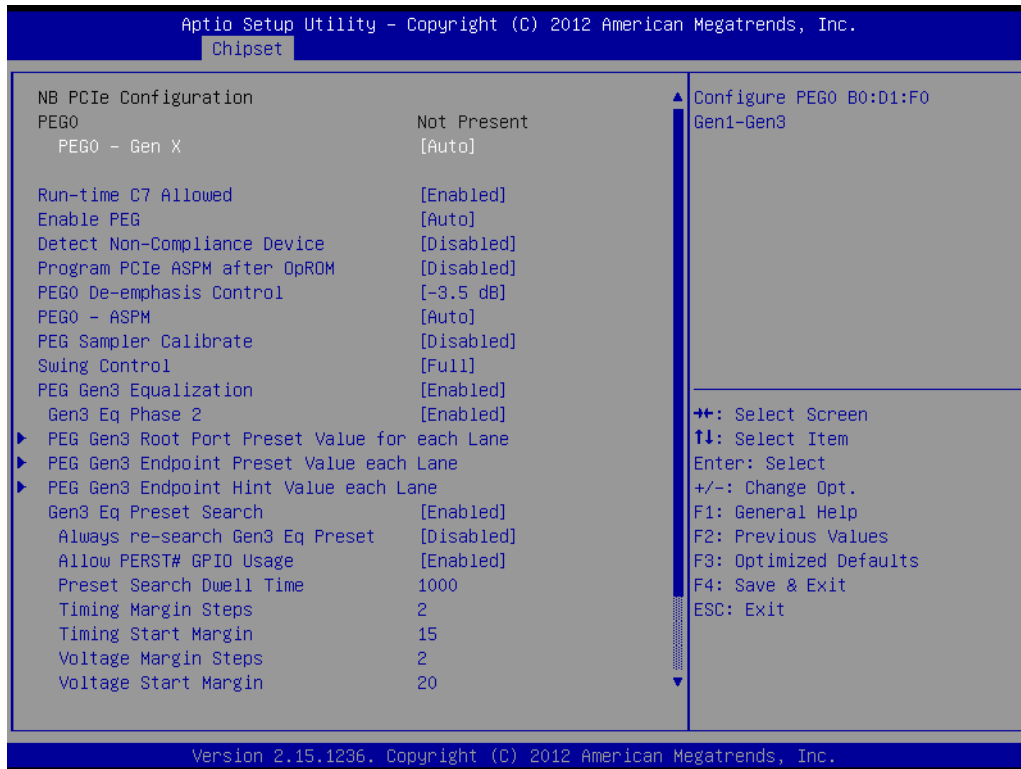 Aptio Setup Utility – Copyright (C) 2012 American Megatrends, Inc.
Chipset
NB PCIe Configuration
PEG0 Not Present
PEG0 - Gen X [Auto]
Run-time C7 Allowed [Enabled]
Enable PEG [Auto]
Detect Non-Compliance Device [Disabled]
Program PCIe ASPM after OpROM [Disabled]
PEG0 De-emphasis Control [-3.5 dB]
PEG0 - ASPM [Auto]
PEG Sampler Calibrate [Disabled]
Swing Control [Full]
PEG Gen3 Equalization [Enabled]
Gen3 Eq Phase 2 [Enabled]
PEG Gen3 Root Port Preset Value for each Lane
PEG Gen3 Endpoint Preset Value each Lane
PEG Gen3 Endpoint Hint Value each Lane
Gen3 Eq Preset Search [Enabled]
Always re-search Gen3 Eq Preset [Disabled]
Allow PERST# GPIO Usage [Enabled]
Preset Search Dwell Time 1000
Timing Margin Steps 2
Timing Start Margin 15
Voltage Margin Steps 2
Voltage Start Margin 20
Configure PEG0 B0:D1:F0
Gen1-Gen3
→←: Select Screen
↑↓: Select Item
Enter: Select
+/-: Change Opt.
F1: General Help
F2: Previous Values
F3: Optimized Defaults
F4: Save & Exit
ESC: Exit
Version 2.15.1236. Copyright (C) 2012 American Megatrends, Inc.